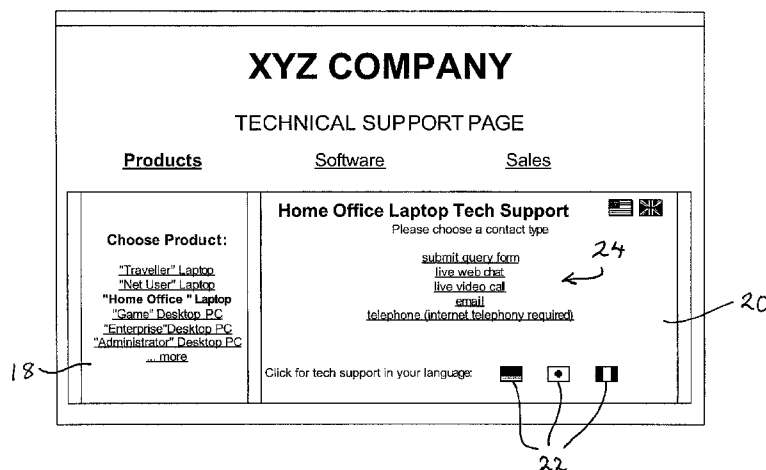 XYZ COMPANY
TECHNICAL SUPPORT PAGE
Products Software Sales
Choose Product:
"Traveller" Laptop
"Net User" Laptop
"Home Office " Laptop
"Game" Desktop PC
"Enterprise"Desktop PC
"Administrator" Desktop PC
... more
18
Home Office Laptop Tech Support
Please choose a contact type
submit query form
live web chat
live video call
email
telephone (internet telephony required)
24
20
Click for tech support in your language:
22